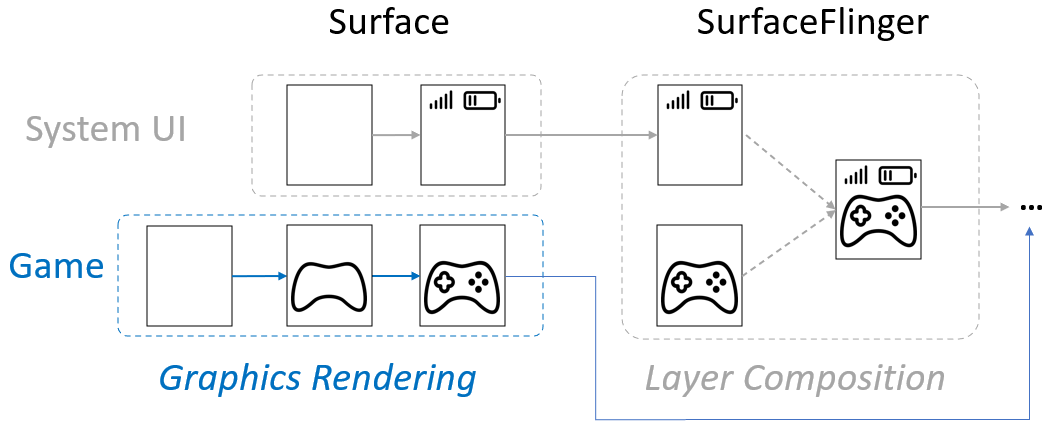 Surface
SurfaceFlinger
System UI
Game
Graphics Rendering
Layer Composition
...